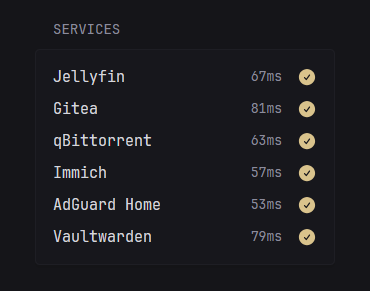 SERVICES
Jellyfin 67ms
Gitea 81ms
qBittorrent 63ms
Immich 57ms
AdGuard Home 53ms
Vaultwarden 79ms